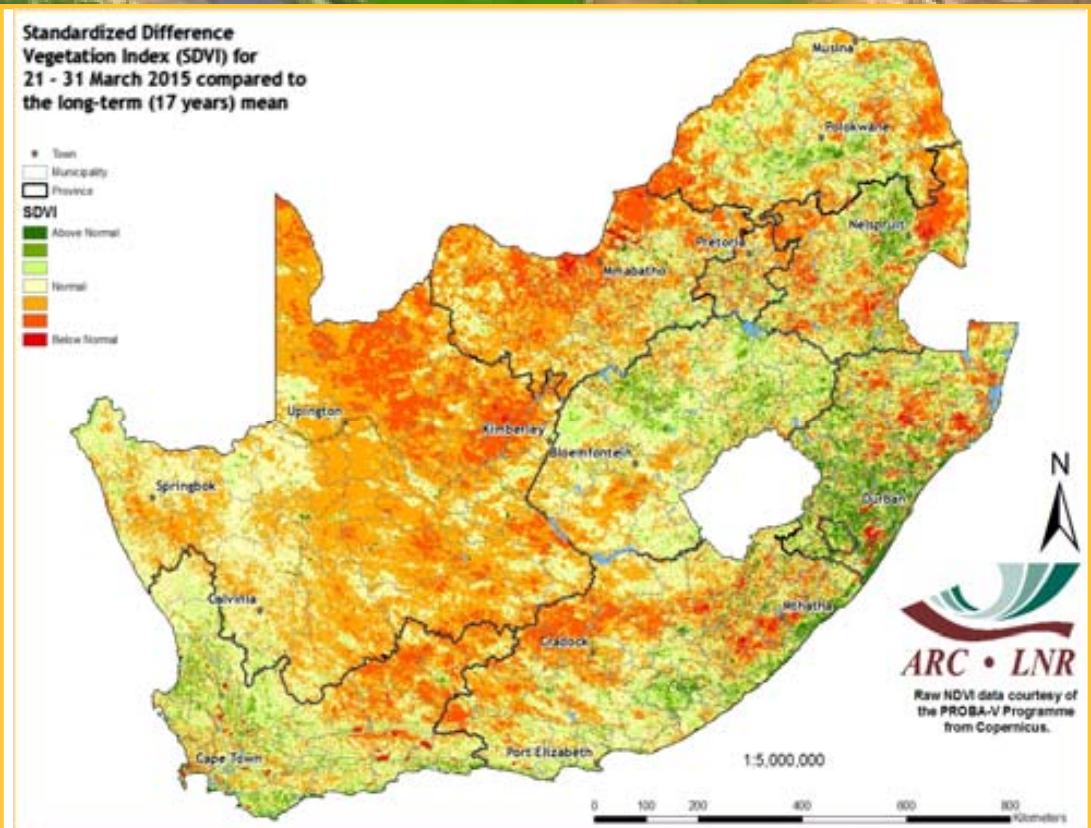 Standardized Difference
Vegetation Index (SDVI) for
21 - 31 March 2015 compared to
the long-term (17 years) mean
Town
Municipality
Province
SDVI
Above Normal
Normal
Below Normal
Musina
Polokwane
Nelspruit
Pretoria
Mmabatho
Upington
Kimberley
Bloemfontein
Springbok
Durban
Calvinia
Mthatha
Cradock
Cape Town
Port Elizabeth
N
ARC • LNR
Raw NDVI data courtesy of
the PROBA-V Programme
from Copernicus.
1:5,000,000
0 100 200 400 600 800
Kilometers